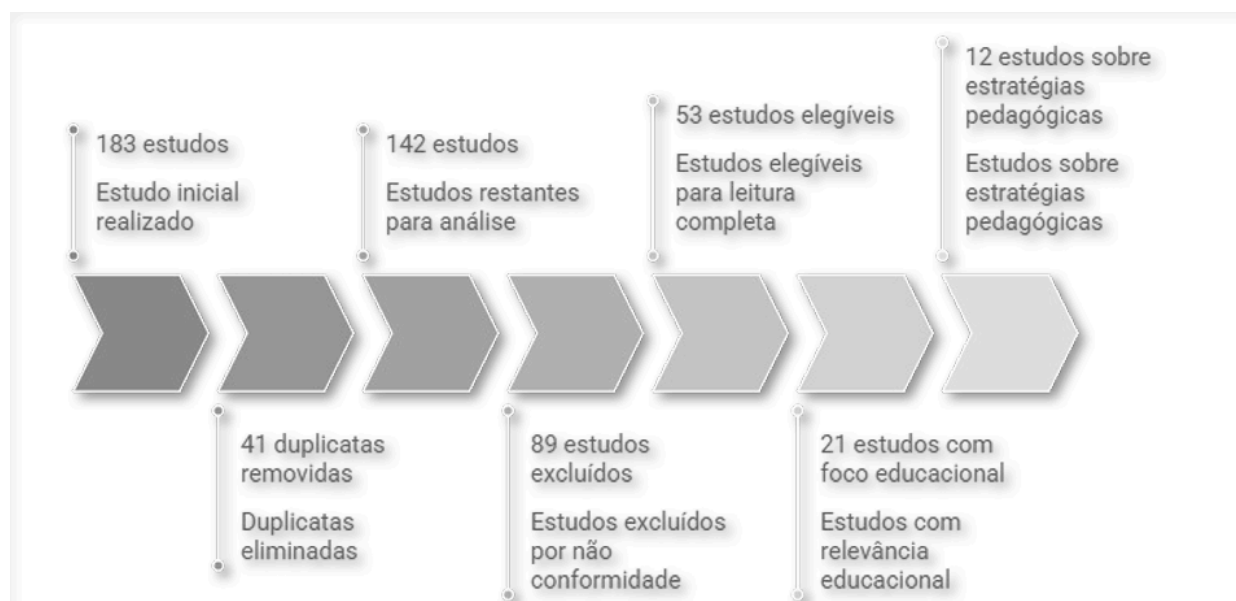 183 estudos
Estudo inicial
realizado
41 duplicatas
removidas
Duplicatas
eliminadas
142 estudos
Estudos restantes
para análise
89 estudos
excluídos
Estudos excluídos
por não
conformidade
53 estudos elegíveis
Estudos elegíveis
para leitura
completa
21 estudos com
foco educacional
Estudos com
relevância
educacional
12 estudos sobre
estratégias
pedagógicas
Estudos sobre
estratégias
pedagógicas